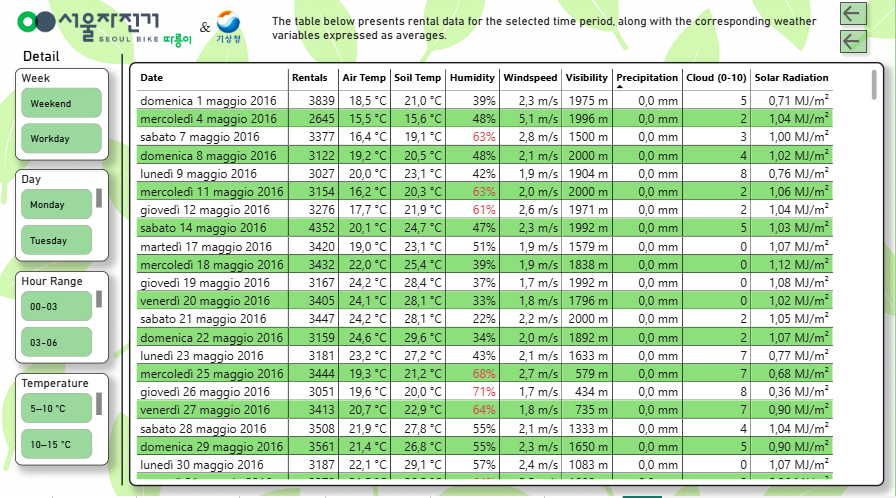 서울자전거
SEOUL BIKE 따릉이
&
기상청
The table below presents rental data for the selected time period, along with the corresponding weather
variables expressed as averages.
Detail
Week
Weekend
Workday
Day
Monday
Tuesday
Hour Range
00-03
03-06
Temperature
5–10 °C
10–15 °C
Date Rentals Air Temp Soil Temp Humidity Windspeed Visibility Precipitation Cloud (0-10) Solar Radiation
domenica 1 maggio 2016 3839 18,5 °C 21,0 °C 39% 2,3 m/s 1975 m 0,0 mm 5 0,71 MJ/m²
mercoledì 4 maggio 2016 2645 15,5 °C 15,6 °C 48% 5,1 m/s 1996 m 0,0 mm 2 1,04 MJ/m²
sabato 7 maggio 2016 3377 16,4 °C 19,1 °C 63% 2,8 m/s 1500 m 0,0 mm 3 1,00 MJ/m²
domenica 8 maggio 2016 3122 19,2 °C 20,5 °C 48% 2,1 m/s 2000 m 0,0 mm 4 1,02 MJ/m²
lunedì 9 maggio 2016 3027 20,0 °C 23,1 °C 42% 1,9 m/s 1904 m 0,0 mm 8 0,76 MJ/m²
mercoledì 11 maggio 2016 3154 16,2 °C 20,3 °C 63% 2,0 m/s 2000 m 0,0 mm 2 1,06 MJ/m²
giovedì 12 maggio 2016 3276 17,7 °C 21,9 °C 61% 2,6 m/s 1971 m 0,0 mm 2 1,04 MJ/m²
sabato 14 maggio 2016 4352 20,1 °C 24,7 °C 47% 2,3 m/s 1992 m 0,0 mm 5 1,03 MJ/m²
martedì 17 maggio 2016 3420 19,0 °C 23,1 °C 51% 1,9 m/s 1579 m 0,0 mm 0 1,07 MJ/m²
mercoledì 18 maggio 2016 3432 22,0 °C 25,4 °C 39% 1,9 m/s 1838 m 0,0 mm 0 1,12 MJ/m²
giovedì 19 maggio 2016 3167 24,2 °C 28,4 °C 37% 1,7 m/s 1992 m 0,0 mm 0 1,08 MJ/m²
venerdì 20 maggio 2016 3405 24,1 °C 28,1 °C 33% 1,8 m/s 1796 m 0,0 mm 0 1,02 MJ/m²
sabato 21 maggio 2016 3447 24,2 °C 28,1 °C 22% 2,2 m/s 2000 m 0,0 mm 2 1,05 MJ/m²
domenica 22 maggio 2016 3159 24,6 °C 29,6 °C 34% 2,0 m/s 1892 m 0,0 mm 2 1,07 MJ/m²
lunedì 23 maggio 2016 3181 23,2 °C 27,2 °C 43% 2,1 m/s 1633 m 0,0 mm 7 0,77 MJ/m²
mercoledì 25 maggio 2016 3444 19,3 °C 21,2 °C 68% 2,7 m/s 579 m 0,0 mm 7 0,68 MJ/m²
giovedì 26 maggio 2016 3051 19,6 °C 20,0 °C 71% 1,7 m/s 434 m 0,0 mm 8 0,36 MJ/m²
venerdì 27 maggio 2016 3413 20,7 °C 22,9 °C 64% 1,8 m/s 735 m 0,0 mm 7 0,90 MJ/m²
sabato 28 maggio 2016 3508 21,9 °C 27,8 °C 55% 2,1 m/s 1333 m 0,0 mm 4 1,04 MJ/m²
domenica 29 maggio 2016 3561 21,4 °C 26,8 °C 55% 2,3 m/s 1650 m 0,0 mm 5 0,90 MJ/m²
lunedì 30 maggio 2016 3187 22,1 °C 29,1 °C 57% 2,4 m/s 1083 m 0,0 mm 0 1,07 MJ/m²